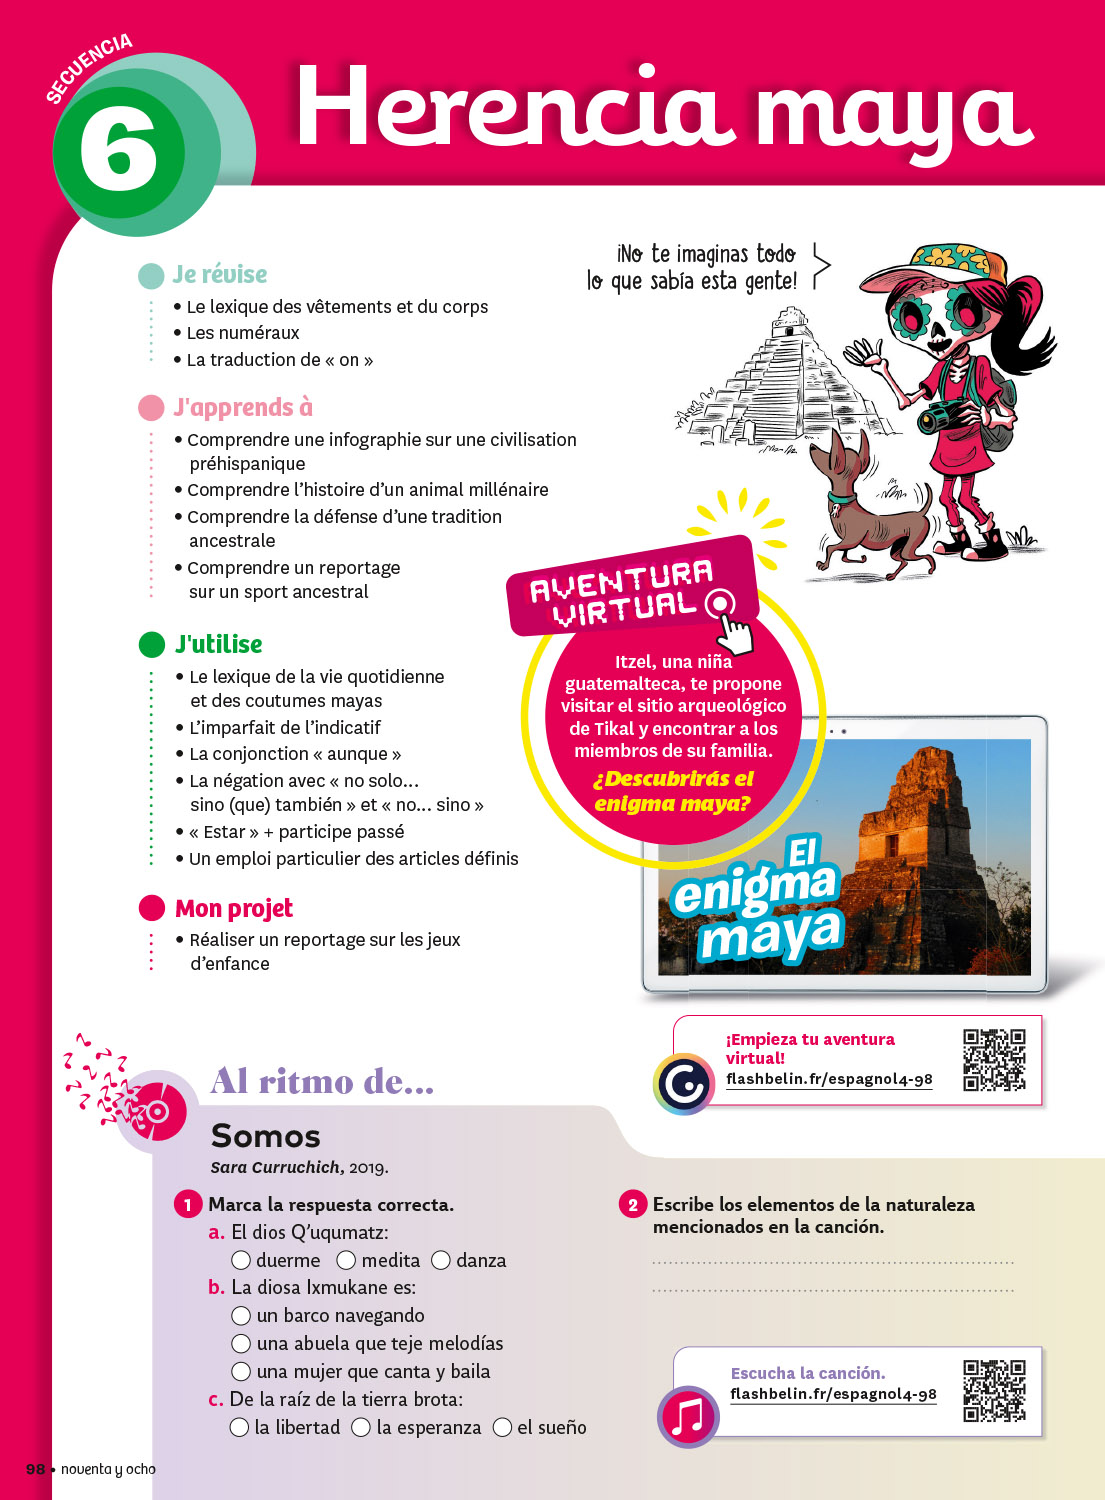 SECUENCIA
6
Herencia maya
¡No te imaginas todo
lo que sabía esta gente!
Je révise
• Le lexique des vêtements et du corps
• Les numéraux
• La traduction de « on »
J'apprends à
• Comprendre une infographie sur une civilisation
préhispanique
• Comprendre l'histoire d'un animal millénaire
• Comprendre la défense d'une tradition
ancestrale
• Comprendre un reportage
sur un sport ancestral
J'utilise
• Le lexique de la vie quotidienne
et des coutumes mayas
• L'imparfait de l'indicatif
• La conjonction « aunque »
• La négation avec « no solo...
sino (que) también » et « no... sino »
• « Estar » + participe passé
• Un emploi particulier des articles définis
Mon projet
• Réaliser un reportage sur les jeux
d'enfance
AVENTURA
VIRTUAL
Itzel, una niña
guatemalteca, te propone
visitar el sitio arqueológico
de Tikal y encontrar a los
miembros de su familia.
¿Descubrirás el
enigma maya?
El
enigma
maya
¡Empieza tu aventura
virtual!
flashbelin.fr/espagnol4-98
Al ritmo de...
Somos
Sara Curruchich, 2019.
1 Marca la respuesta correcta.
a. El dios Q'uqumatz:
duerme medita danza
b. La diosa Ixmukane es:
un barco navegando
una abuela que teje melodías
una mujer que canta y baila
c. De la raíz de la tierra brota:
la libertad la esperanza el sueño
2 Escribe los elementos de la naturaleza
mencionados en la canción.
Escucha la canción.
flashbelin.fr/espagnol4-98
98 • noventa y ocho